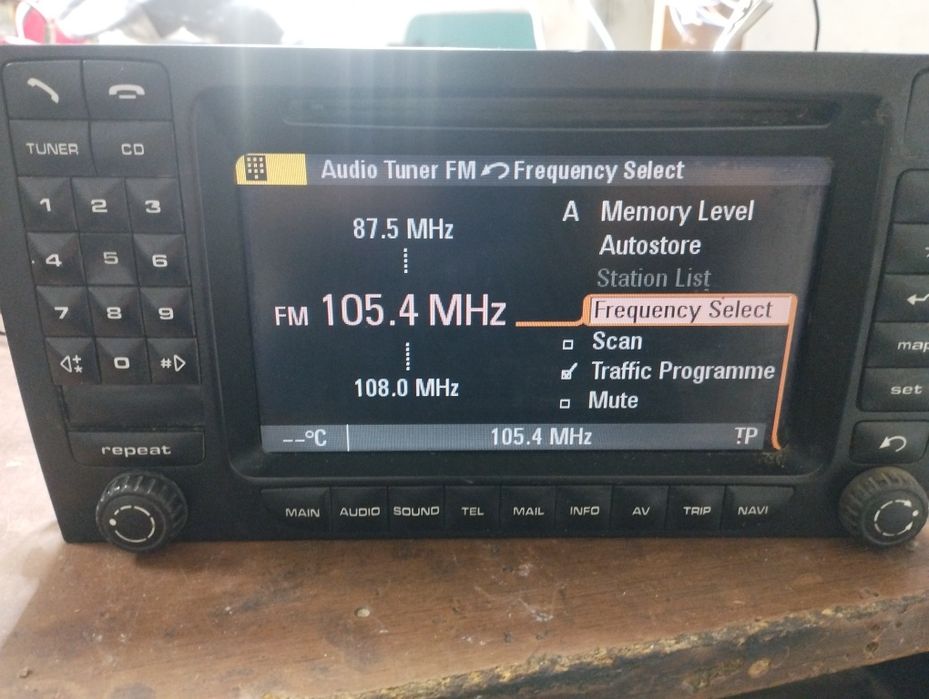 TUNER CD
1 2 3
4 5 6
7 8 9
* 0 #
repeat
Audio Tuner FM Frequency Select
87.5 MHz
FM 105.4 MHz
108.0 MHz
A Memory Level
Autostore
Station List
Frequency Select
Scan
Traffic Programme
Mute
--°C 105.4 MHz !P
MAIN AUDIO SOUND TEL MAIL INFO AV TRIP NAVI
map
set